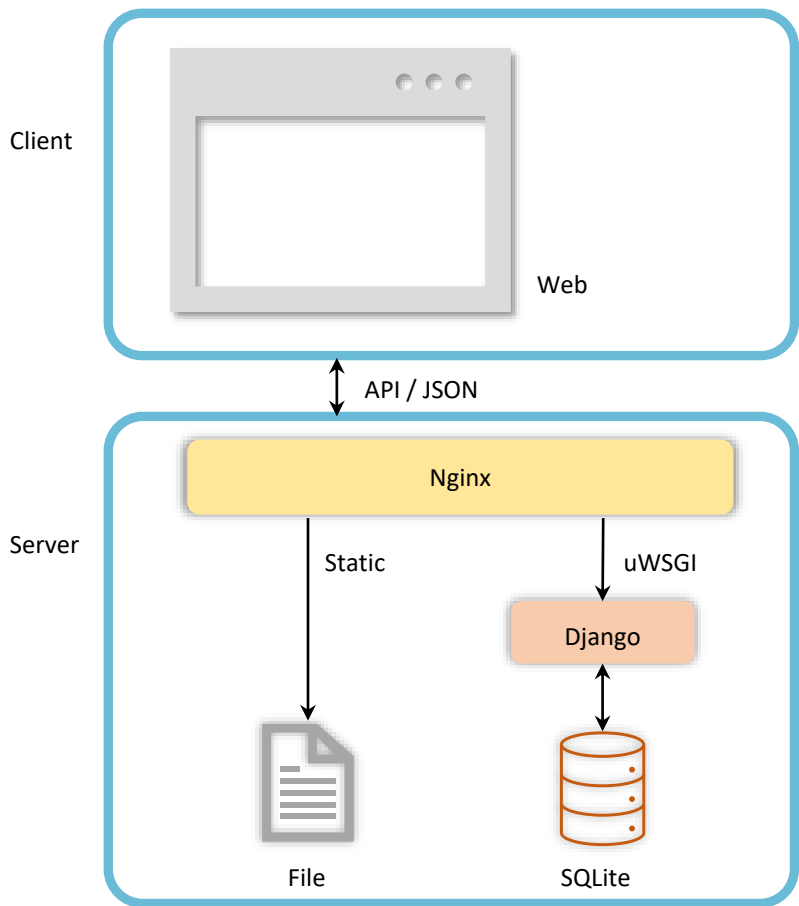 Client
Web
API / JSON
Nginx
Server
Static
uWSGI
Django
File
SQLite